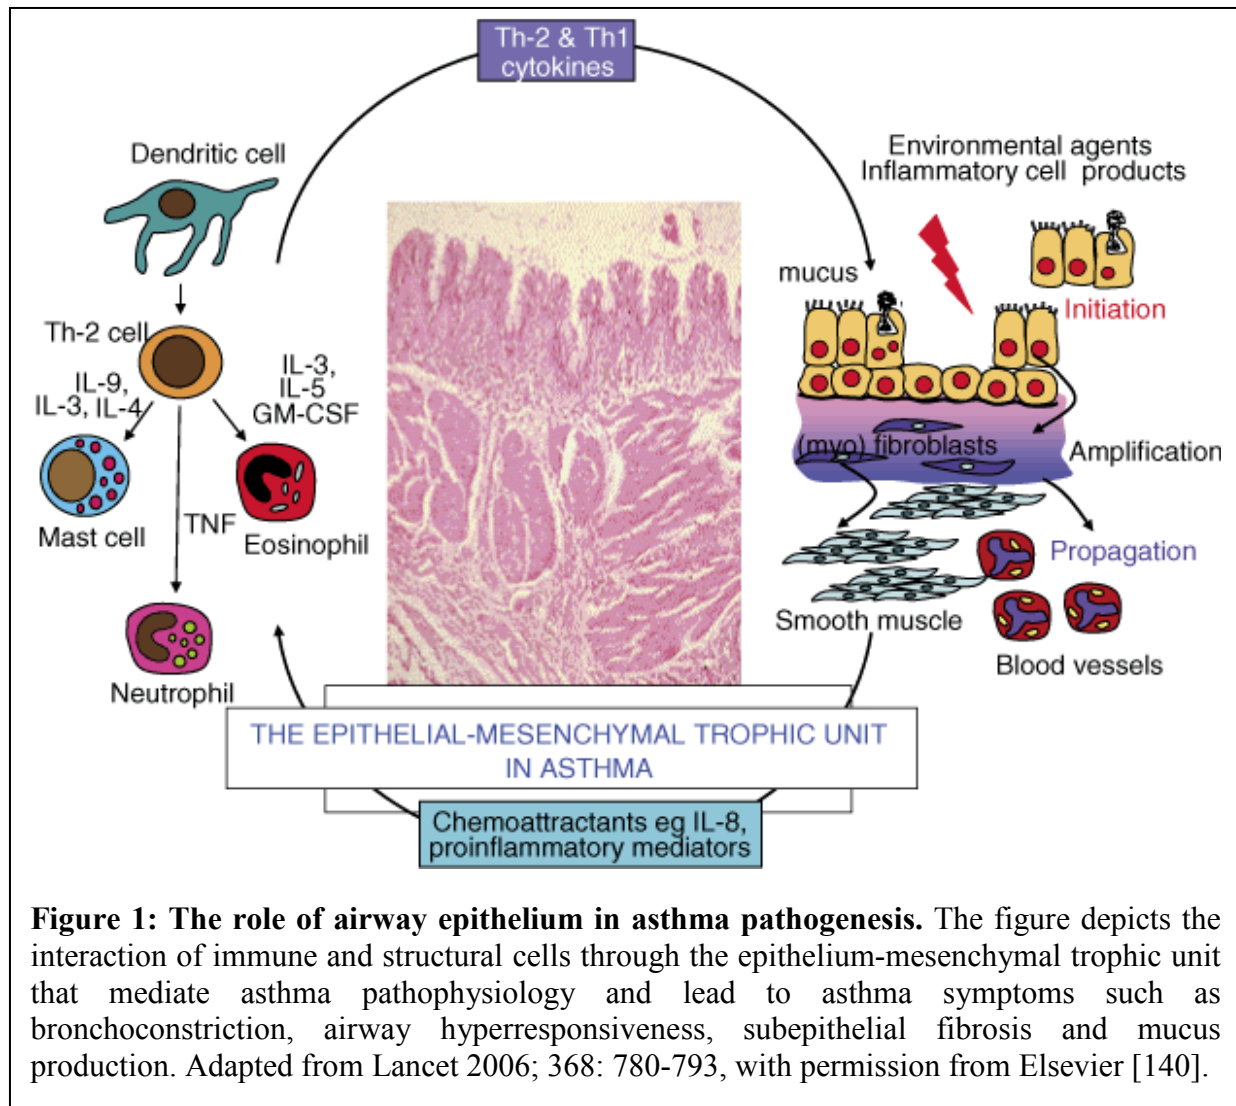 Th-2 & Th1
cytokines
Dendritic cell
Environmental agents
Inflammatory cell products
mucus
Initiation
Th-2 cell
IL-9,
IL-3, IL-4
IL-3,
IL-5
GM-CSF
(myo) fibroblasts
Amplification
Mast cell
TNF
Eosinophil
Propagation
Smooth muscle
Blood vessels
Neutrophil
THE EPITHELIAL-MESENCHYMAL TROPHIC UNIT
IN ASTHMA
Chemoattractants eg IL-8,
proinflammatory mediators
Figure 1: The role of airway epithelium in asthma pathogenesis. The figure depicts the
interaction of immune and structural cells through the epithelium-mesenchymal trophic unit
that mediate asthma pathophysiology and lead to asthma symptoms such as
bronchoconstriction, airway hyperresponsiveness, subepithelial fibrosis and mucus
production. Adapted from Lancet 2006; 368: 780-793, with permission from Elsevier [140].